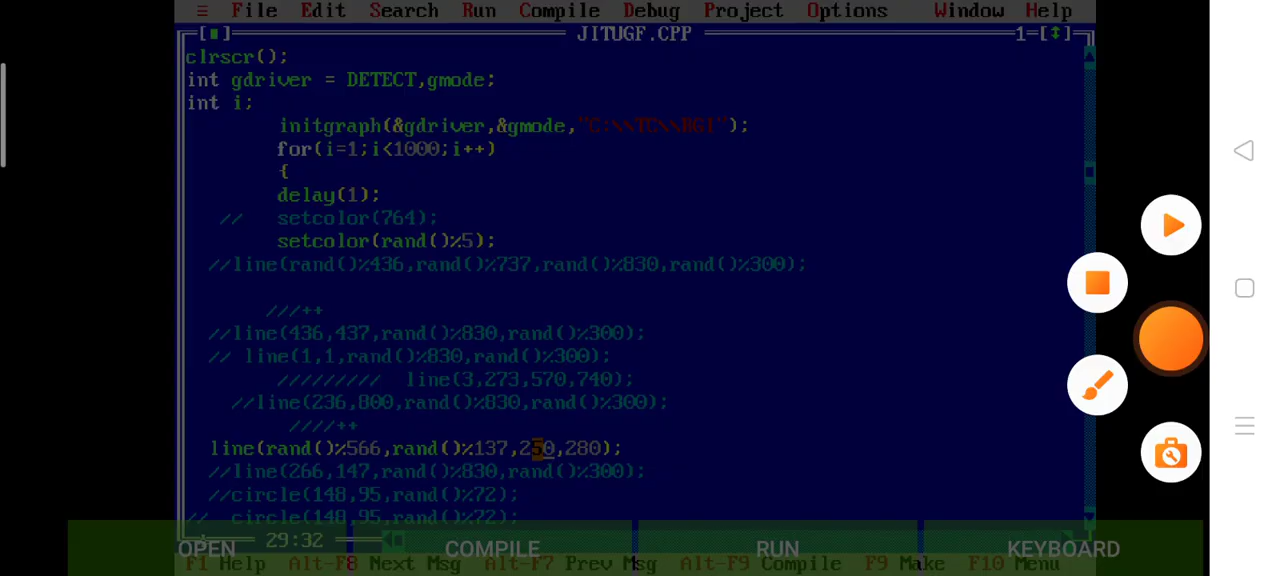 ≡ File Edit Search Run Compile Debug Project Options Window Help
[■] JITUGF.CPP 1=[↕]
clrscr();
int gdriver = DETECT,gmode;
int i;
initgraph(&gdriver,&gmode,"C:\\TC\\BGI");
for(i=1;i<1000;i++)
{
delay(1);
// setcolor(764);
setcolor(rand()%5);
//line(rand()%436,rand()%737,rand()%830,rand()%300);
///++
//line(436,437,rand()%830,rand()%300);
// line(1,1,rand()%830,rand()%300);
///////// line(3,273,570,740);
//line(236,800,rand()%830,rand()%300);
////++
line(rand()%566,rand()%137,250,280);
//line(266,147,rand()%830,rand()%300);
//circle(148,95,rand()%72);
// circle(148,95,rand()%72);
29:32
OPEN COMPILE RUN KEYBOARD
F1 Help Alt-F8 Next Msg Alt-F7 Prev Msg Alt-F9 Compile F9 Make F10 Menu